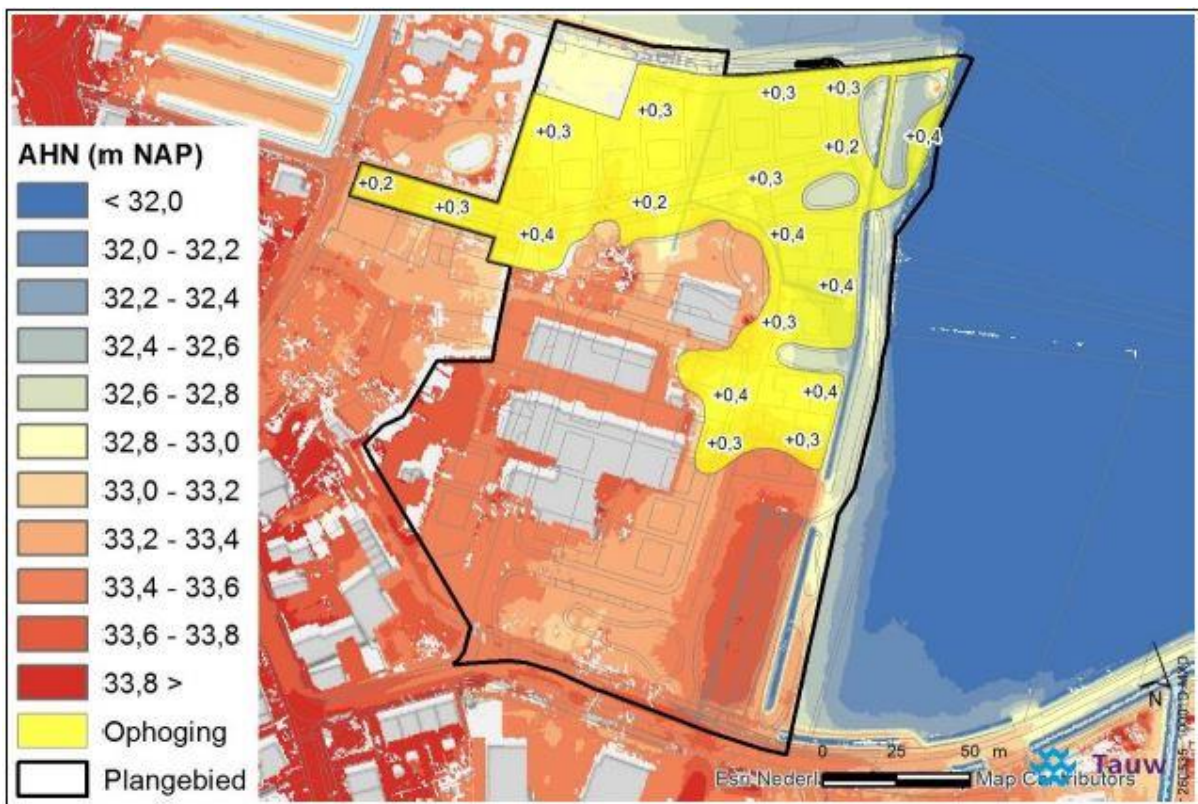 AHN (m NAP)
< 32,0
32,0 - 32,2
32,2 - 32,4
32,4 - 32,6
32,6 - 32,8
32,8 - 33,0
33,0 - 33,2
33,2 - 33,4
33,4 - 33,6
33,6 - 33,8
33,8 >
Ophoging
Plangebied
+0,3
+0,3
+0,3
+0,3
+0,2
+0,4
+0,2
+0,3
+0,3
+0,2
+0,4
+0,4
+0,4
+0,3
+0,4
+0,4
+0,3
+0,3
N
0 25 50 m
Esri Nederl Map Contributors
Tauw